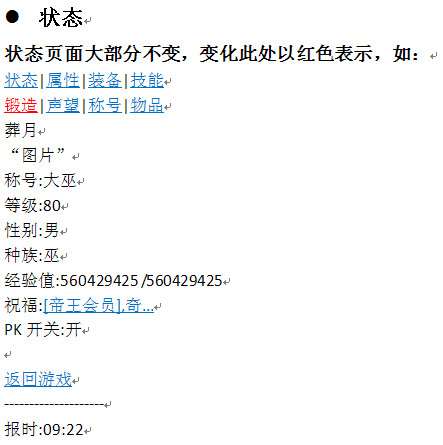 ● 状态
状态页面大部分不变，变化此处以红色表示，如：
状态|属性|装备|技能
锻造|声望|称号|物品
葬月
“图片”
称号:大巫
等级:80
性别:男
种族:巫
经验值:560429425 /560429425
祝福:[帝王会员],奇...
PK 开关:开
返回游戏
--------------------
报时:09:22